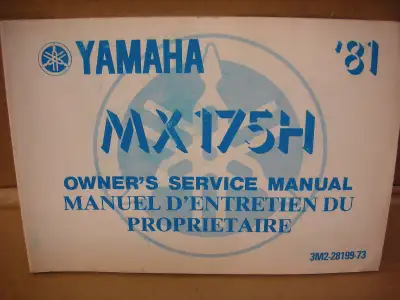 YAMAHA '81
MX175H
OWNER'S SERVICE MANUAL
MANUEL D'ENTRETIEN DU
PROPRIETAIRE
3M2-28199-73